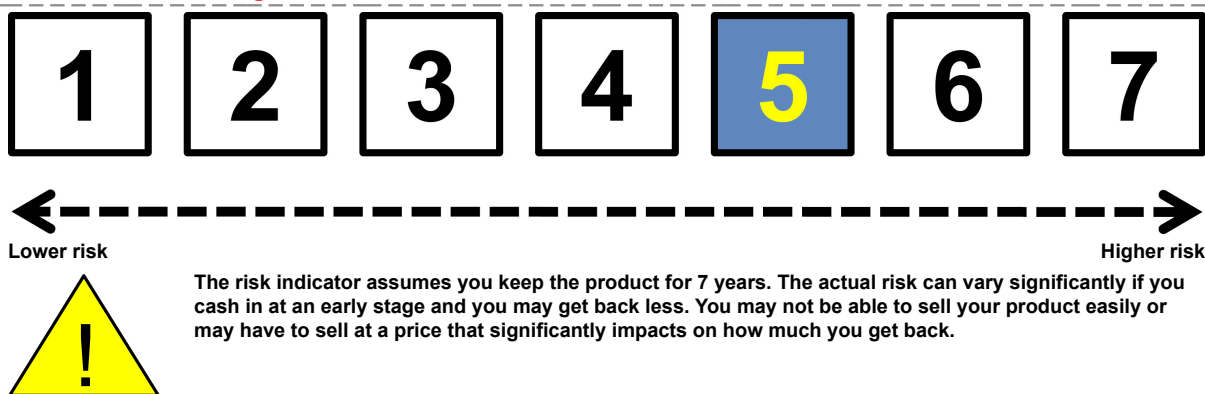 1 2 3 4 5 6 7
Lower risk Higher risk
The risk indicator assumes you keep the product for 7 years. The actual risk can vary significantly if you
cash in at an early stage and you may get back less. You may not be able to sell your product easily or
may have to sell at a price that significantly impacts on how much you get back.
!